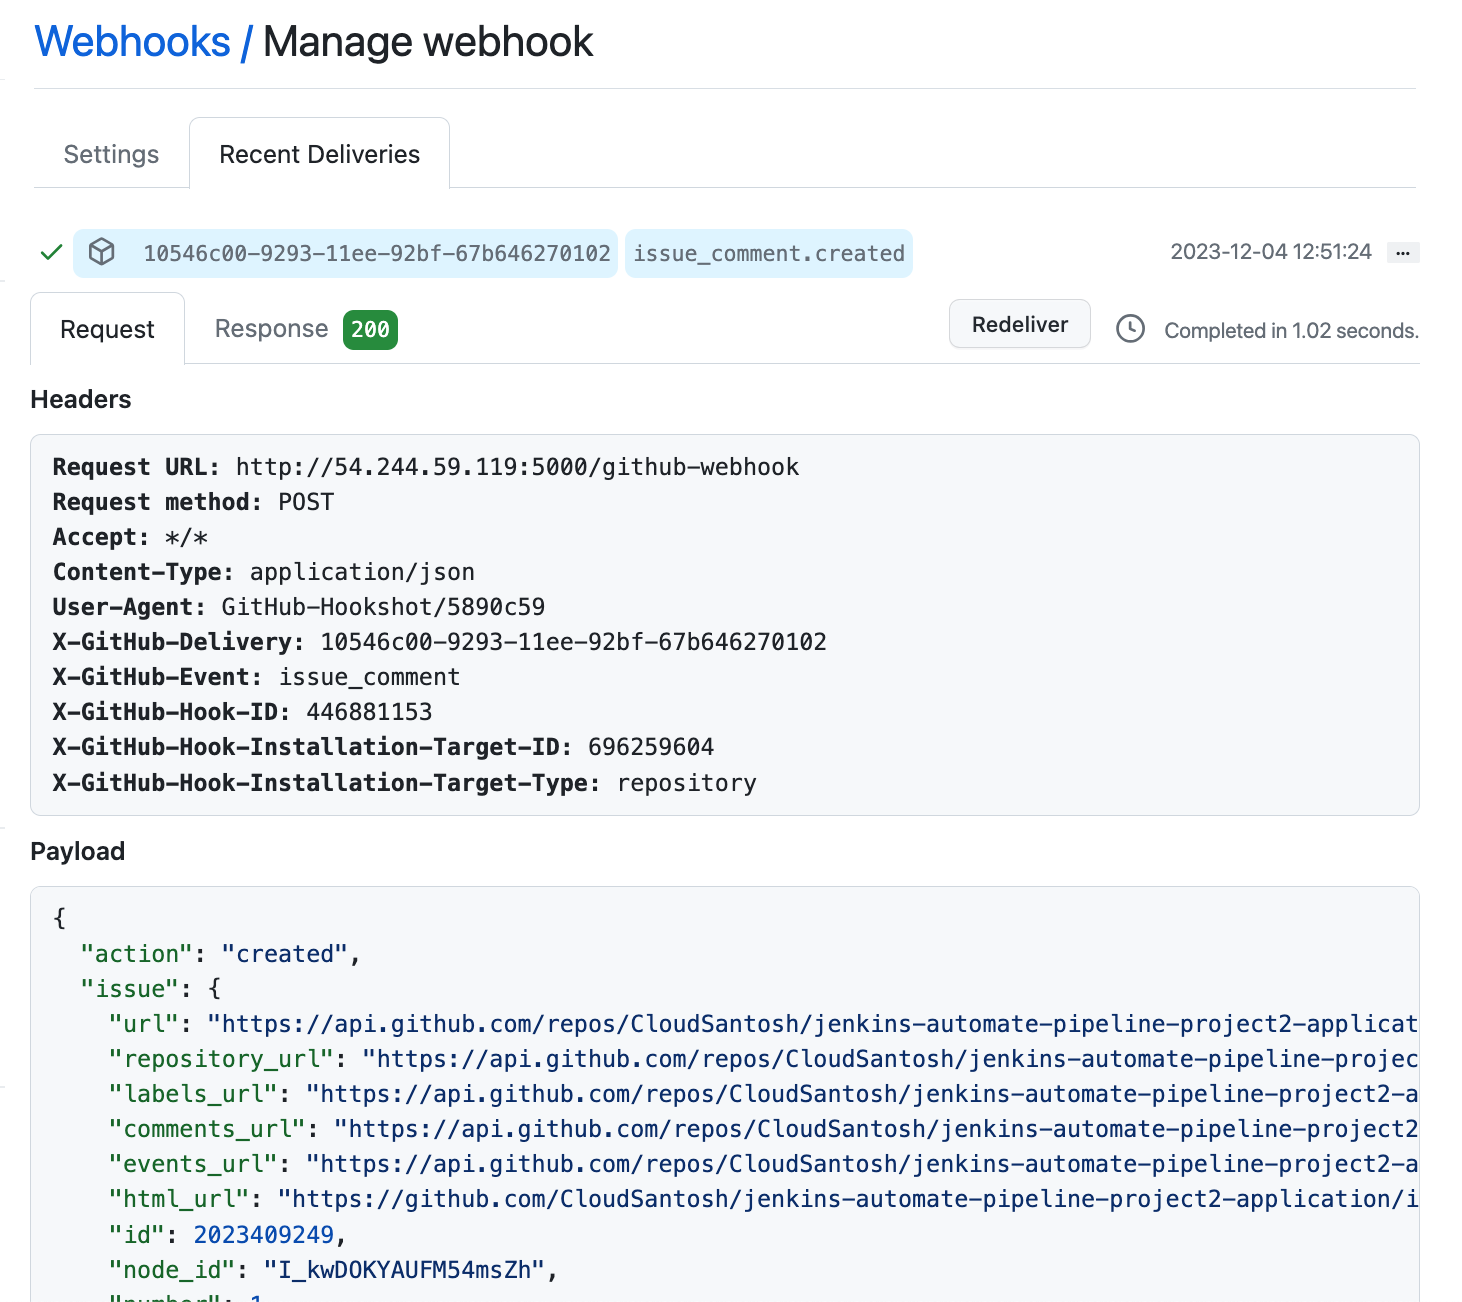 Webhooks / Manage webhook
Settings
Recent Deliveries
10546c00-9293-11ee-92bf-67b646270102 issue_comment.created 2023-12-04 12:51:24 ...
Request Response 200 Redeliver Completed in 1.02 seconds.
Headers
Request URL: http://54.244.59.119:5000/github-webhook
Request method: POST
Accept: */*
Content-Type: application/json
User-Agent: GitHub-Hookshot/5890c59
X-GitHub-Delivery: 10546c00-9293-11ee-92bf-67b646270102
X-GitHub-Event: issue_comment
X-GitHub-Hook-ID: 446881153
X-GitHub-Hook-Installation-Target-ID: 696259604
X-GitHub-Hook-Installation-Target-Type: repository
Payload
{
"action": "created",
"issue": {
"url": "https://api.github.com/repos/CloudSantosh/jenkins-automate-pipeline-project2-applicat
"repository_url": "https://api.github.com/repos/CloudSantosh/jenkins-automate-pipeline-projec
"labels_url": "https://api.github.com/repos/CloudSantosh/jenkins-automate-pipeline-project2-a
"comments_url": "https://api.github.com/repos/CloudSantosh/jenkins-automate-pipeline-project2
"events_url": "https://api.github.com/repos/CloudSantosh/jenkins-automate-pipeline-project2-a
"html_url": "https://github.com/CloudSantosh/jenkins-automate-pipeline-project2-application/i
"id": 2023409249,
"node_id": "I_kwDOKYAUFM54msZh",